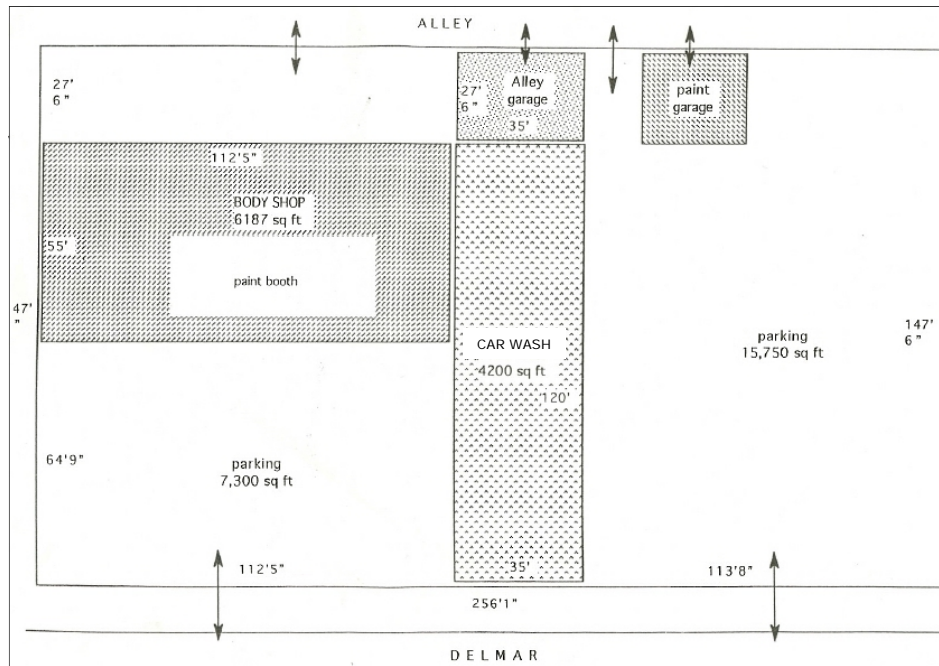 ALLEY
27'
6"
Alley
garage
27'
6"
35'
paint
garage
112'5"
BODY SHOP
6187 sq ft
55'
paint booth
47'
"
CAR WASH
4200 sq ft
120'
parking
15,750 sq ft
147'
6"
64'9"
parking
7,300 sq ft
112'5"
35'
113'8"
256'1"
DELMAR